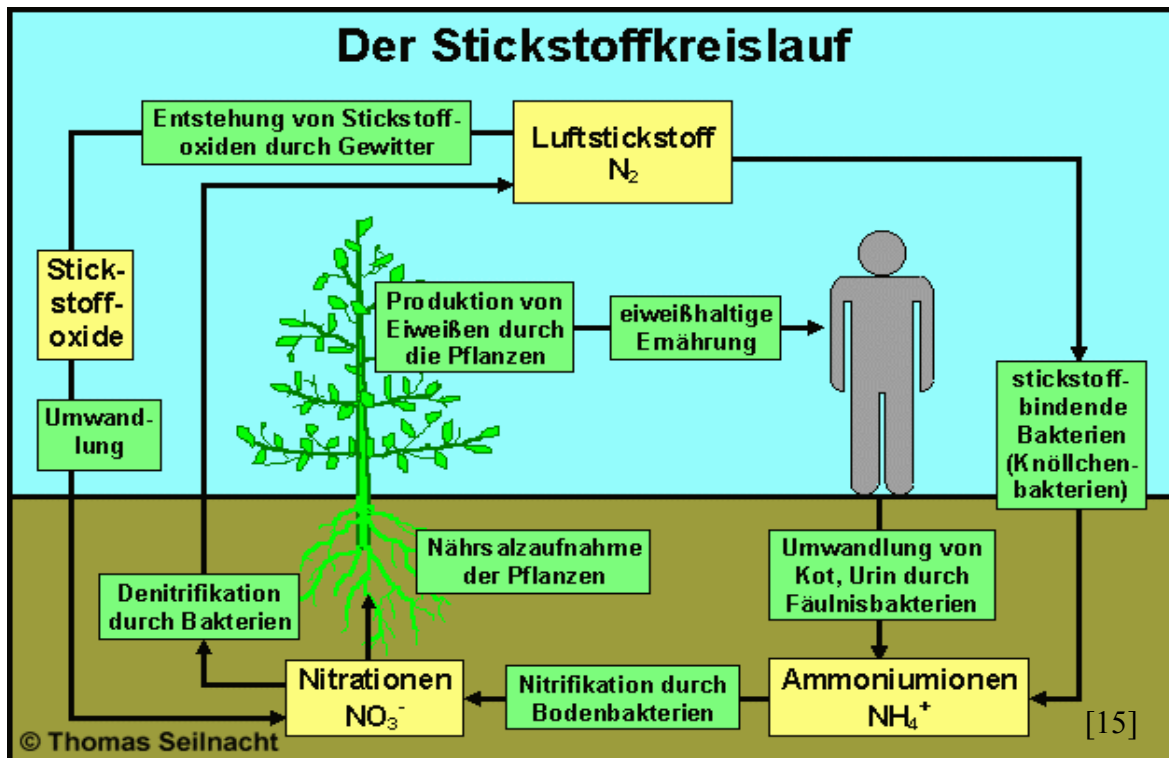 Der Stickstoffkreislauf
Entstehung von Stickstoff-
oxiden durch Gewitter
Luftstickstoff
N₂
Stick-
stoff-
oxide
Produktion von
Eiweißen durch
die Pflanzen
eiweißhaltige
Ernährung
stickstoff-
bindende
Bakterien
(Knöllchen-
bakterien)
Umwand-
lung
Nährsalzaufnahme
der Pflanzen
Umwandlung von
Kot, Urin durch
Fäulnisbakterien
Denitrifikation
durch Bakterien
Nitrationen
NO₃⁻
Nitrifikation durch
Bodenbakterien
Ammoniumionen
NH₄⁺
[15]
© Thomas Seilnacht